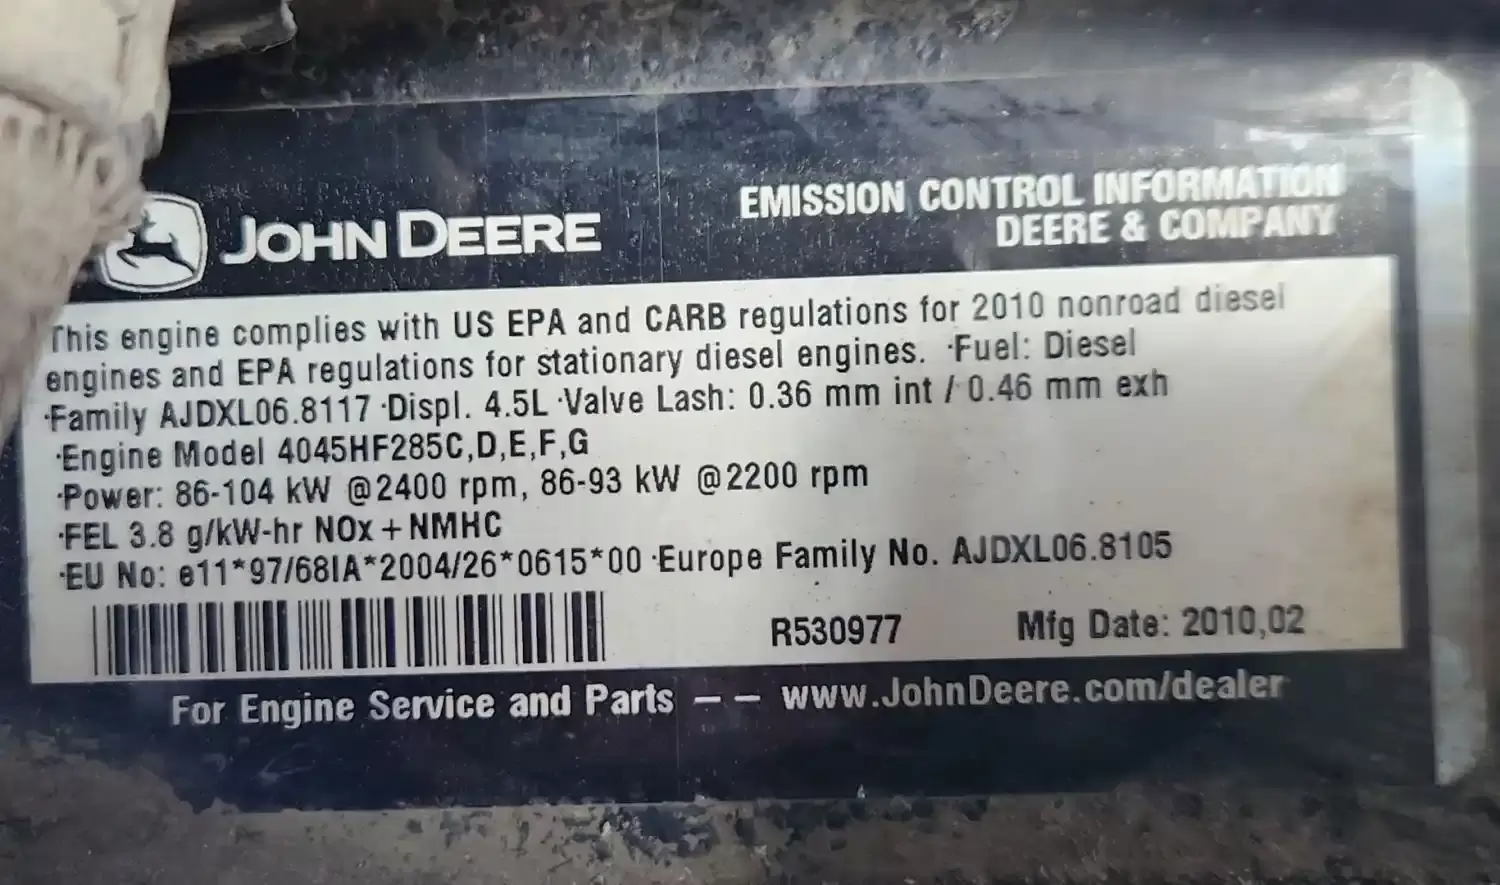 JOHN DEERE
EMISSION CONTROL INFORMATION
DEERE & COMPANY
This engine complies with US EPA and CARB regulations for 2010 nonroad diesel
engines and EPA regulations for stationary diesel engines. ·Fuel: Diesel
·Family AJDXL06.8117 ·Displ. 4.5L ·Valve Lash: 0.36 mm int / 0.46 mm exh
·Engine Model 4045HF285C,D,E,F,G
·Power: 86-104 kW @2400 rpm, 86-93 kW @2200 rpm
·FEL 3.8 g/kW-hr NOx+NMHC
·EU No: e11*97/68IA*2004/26*0615*00 ·Europe Family No. AJDXL06.8105
R530977 Mfg Date: 2010,02
For Engine Service and Parts – – www.JohnDeere.com/dealer